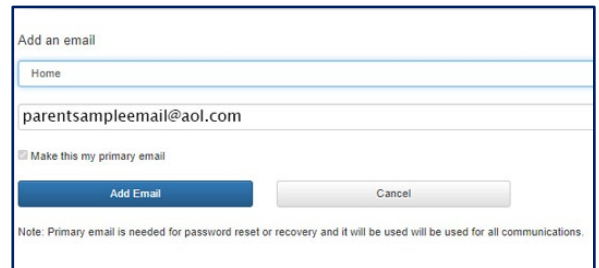 Add an email
Home
parentsampleemail@aol.com
Make this my primary email
Add Email
Cancel
Note: Primary email is needed for password reset or recovery and it will be used will be used for all communications.